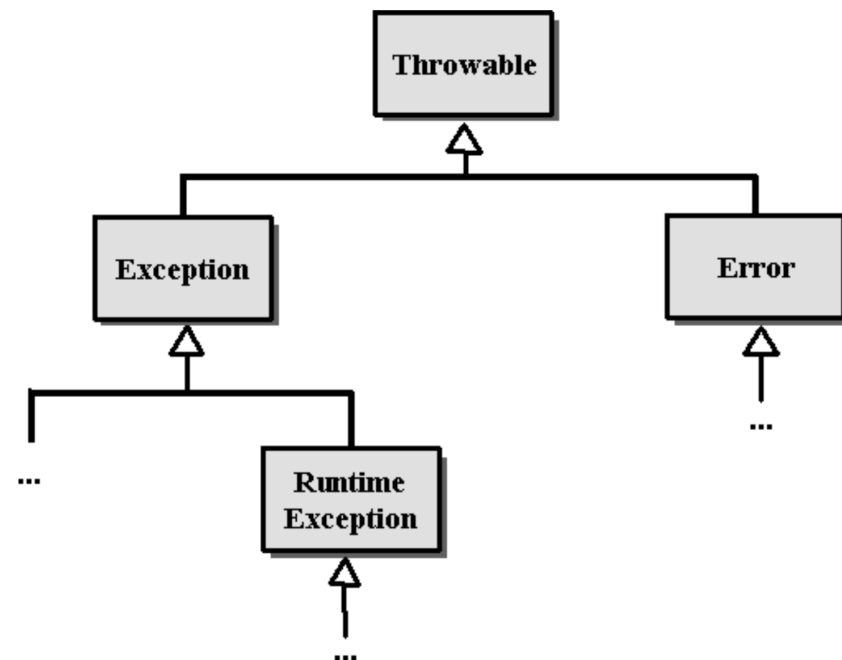 Throwable
Exception
Error
...
...
Runtime
Exception
...